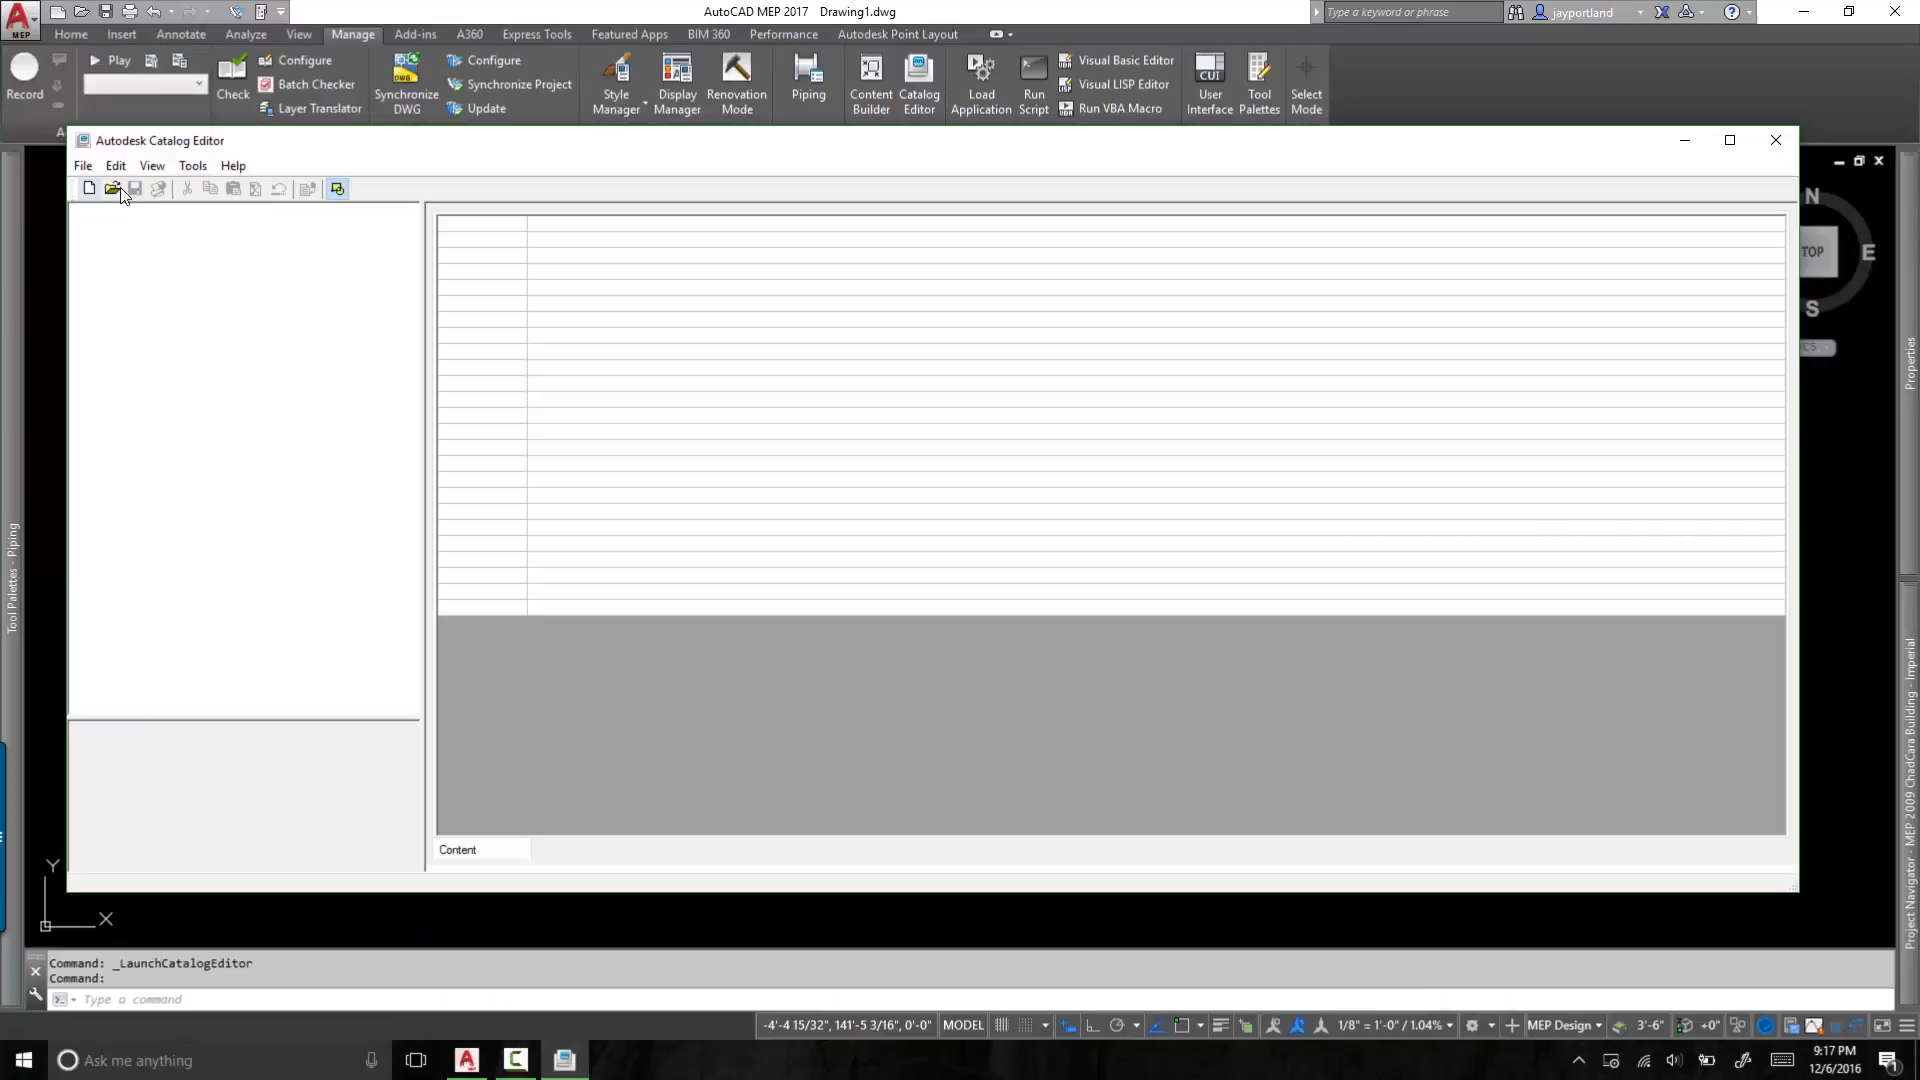 AutoCAD MEP 2017 Drawing1.dwg
Type a keyword or phrase
jayportland
MEP
Home Insert Annotate Analyze View Manage Add-ins A360 Express Tools Featured Apps BIM 360 Performance Autodesk Point Layout
Record
Play
Check
Configure
Batch Checker
Layer Translator
Synchronize
DWG
Configure
Synchronize Project
Update
Style
Manager
Display
Manager
Renovation
Mode
Piping
Content
Builder
Catalog
Editor
Load
Application
Run
Script
Visual Basic Editor
Visual LISP Editor
Run VBA Macro
CUI
User
Interface
Tool
Palettes
Select
Mode
Autodesk Catalog Editor
File Edit View Tools Help
Content
N
TOP
E
S
Properties
Tool Palettes - Piping
Project Navigator - MEP 2009 ChadCara Building - Imperial
Y
X
Command: _LaunchCatalogEditor
Command:
Type a command
-4'-4 15/32", 141'-5 3/16", 0'-0" MODEL 1/8" = 1'-0" / 1.04% MEP Design 3'-6" +0"
Ask me anything
9:17 PM
12/6/2016
1